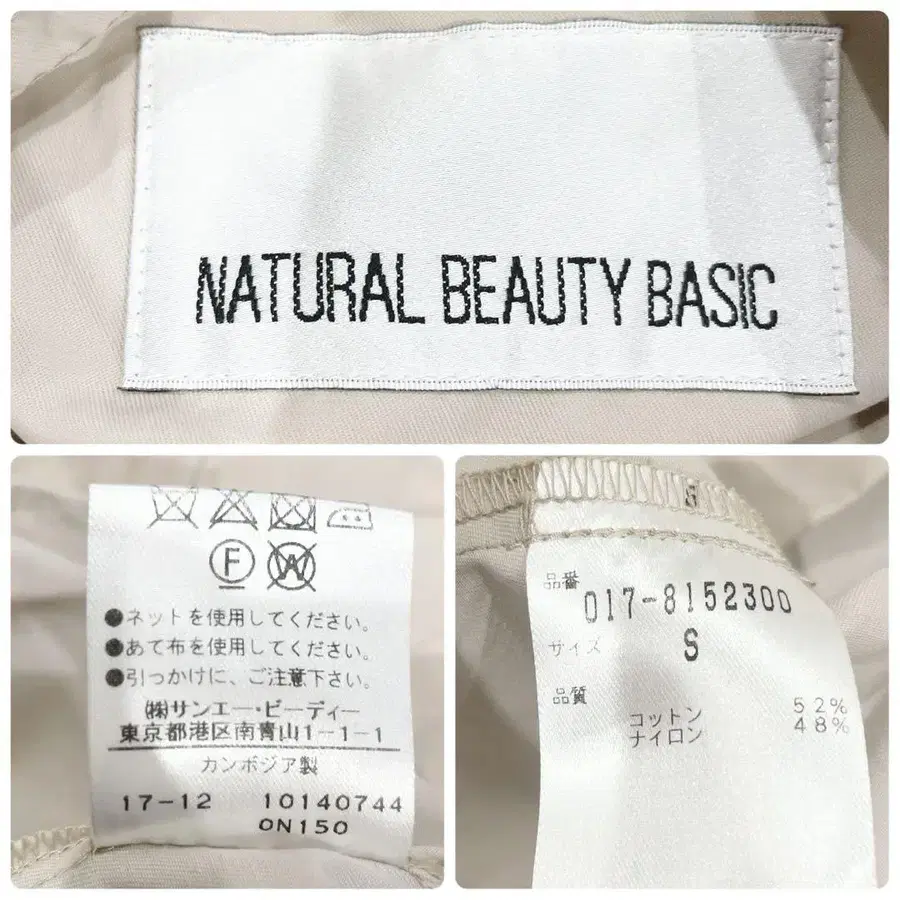 NATURAL BEAUTY BASIC
F
W
●ネットを使用してください。
●あて布を使用してください。
●引っかけに、ご注意下さい。
㈱サンエー・ビーディー
東京都港区南青山1-1-1
カンボジア製
17-12 10140744
0N150
品番
017-8152300
サイズ S
品質
コットン 52%
ナイロン 48%